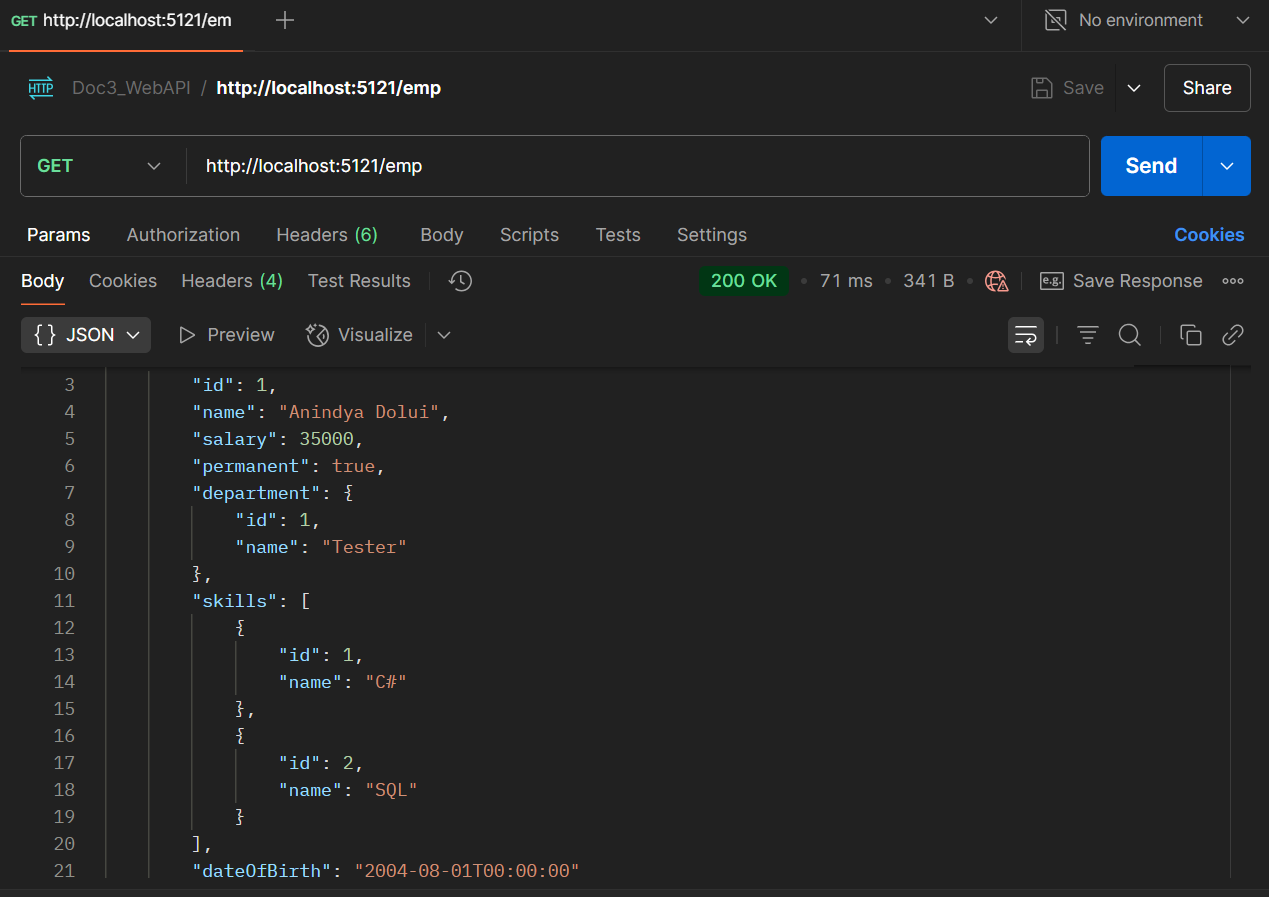 GET http://localhost:5121/em
No environment
HTTP Doc3_WebAPI / http://localhost:5121/emp
Save
Share
GET http://localhost:5121/emp
Send
Params Authorization Headers (6) Body Scripts Tests Settings Cookies
Body Cookies Headers (4) Test Results 200 OK • 71 ms • 341 B • e.g. Save Response
{} JSON Preview Visualize
3 "id": 1,
4 "name": "Anindya Dolui",
5 "salary": 35000,
6 "permanent": true,
7 "department": {
8 "id": 1,
9 "name": "Tester"
10 },
11 "skills": [
12 {
13 "id": 1,
14 "name": "C#"
15 },
16 {
17 "id": 2,
18 "name": "SQL"
19 }
20 ],
21 "dateOfBirth": "2004-08-01T00:00:00"